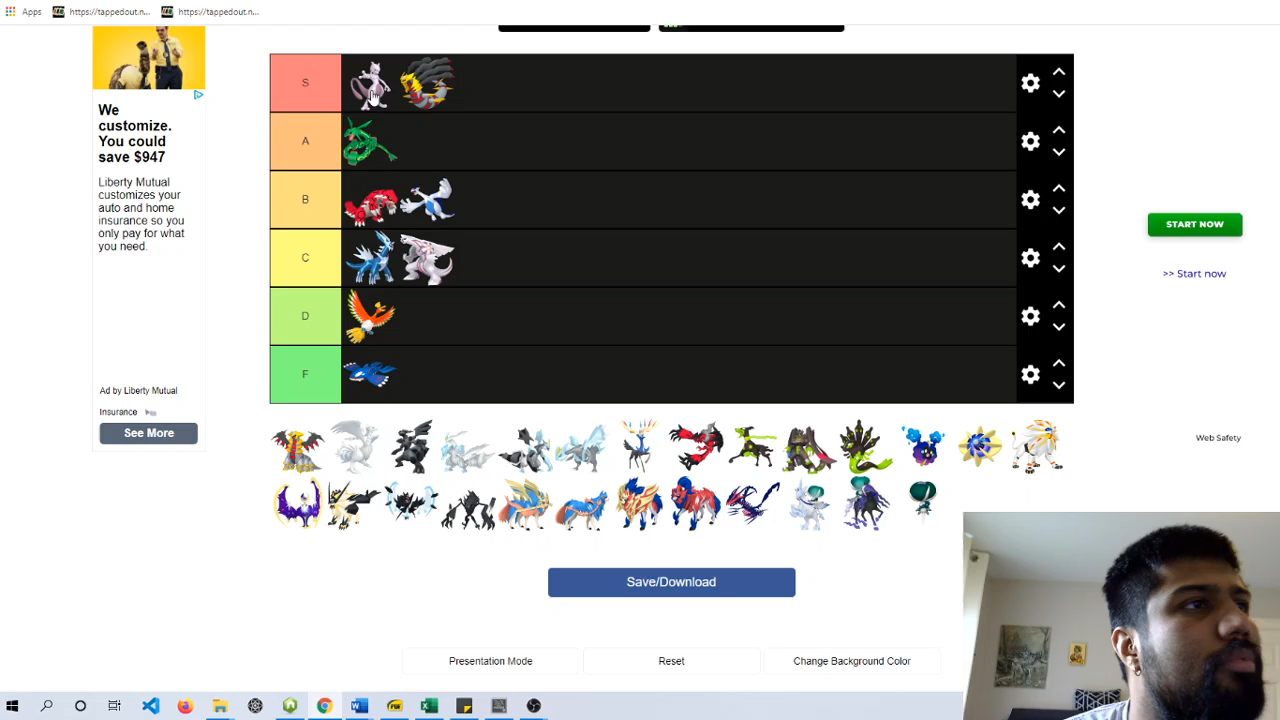 Apps
https://tappedout.n...
https://tappedout.n...
We
customize.
You could
save $947
Liberty Mutual
customizes your
auto and home
insurance so you
only pay for what
you need.
Ad by Liberty Mutual
Insurance
See More
S
A
B
C
D
F
START NOW
>> Start now
Web Safety
Save/Download
Presentation Mode
Reset
Change Background Color